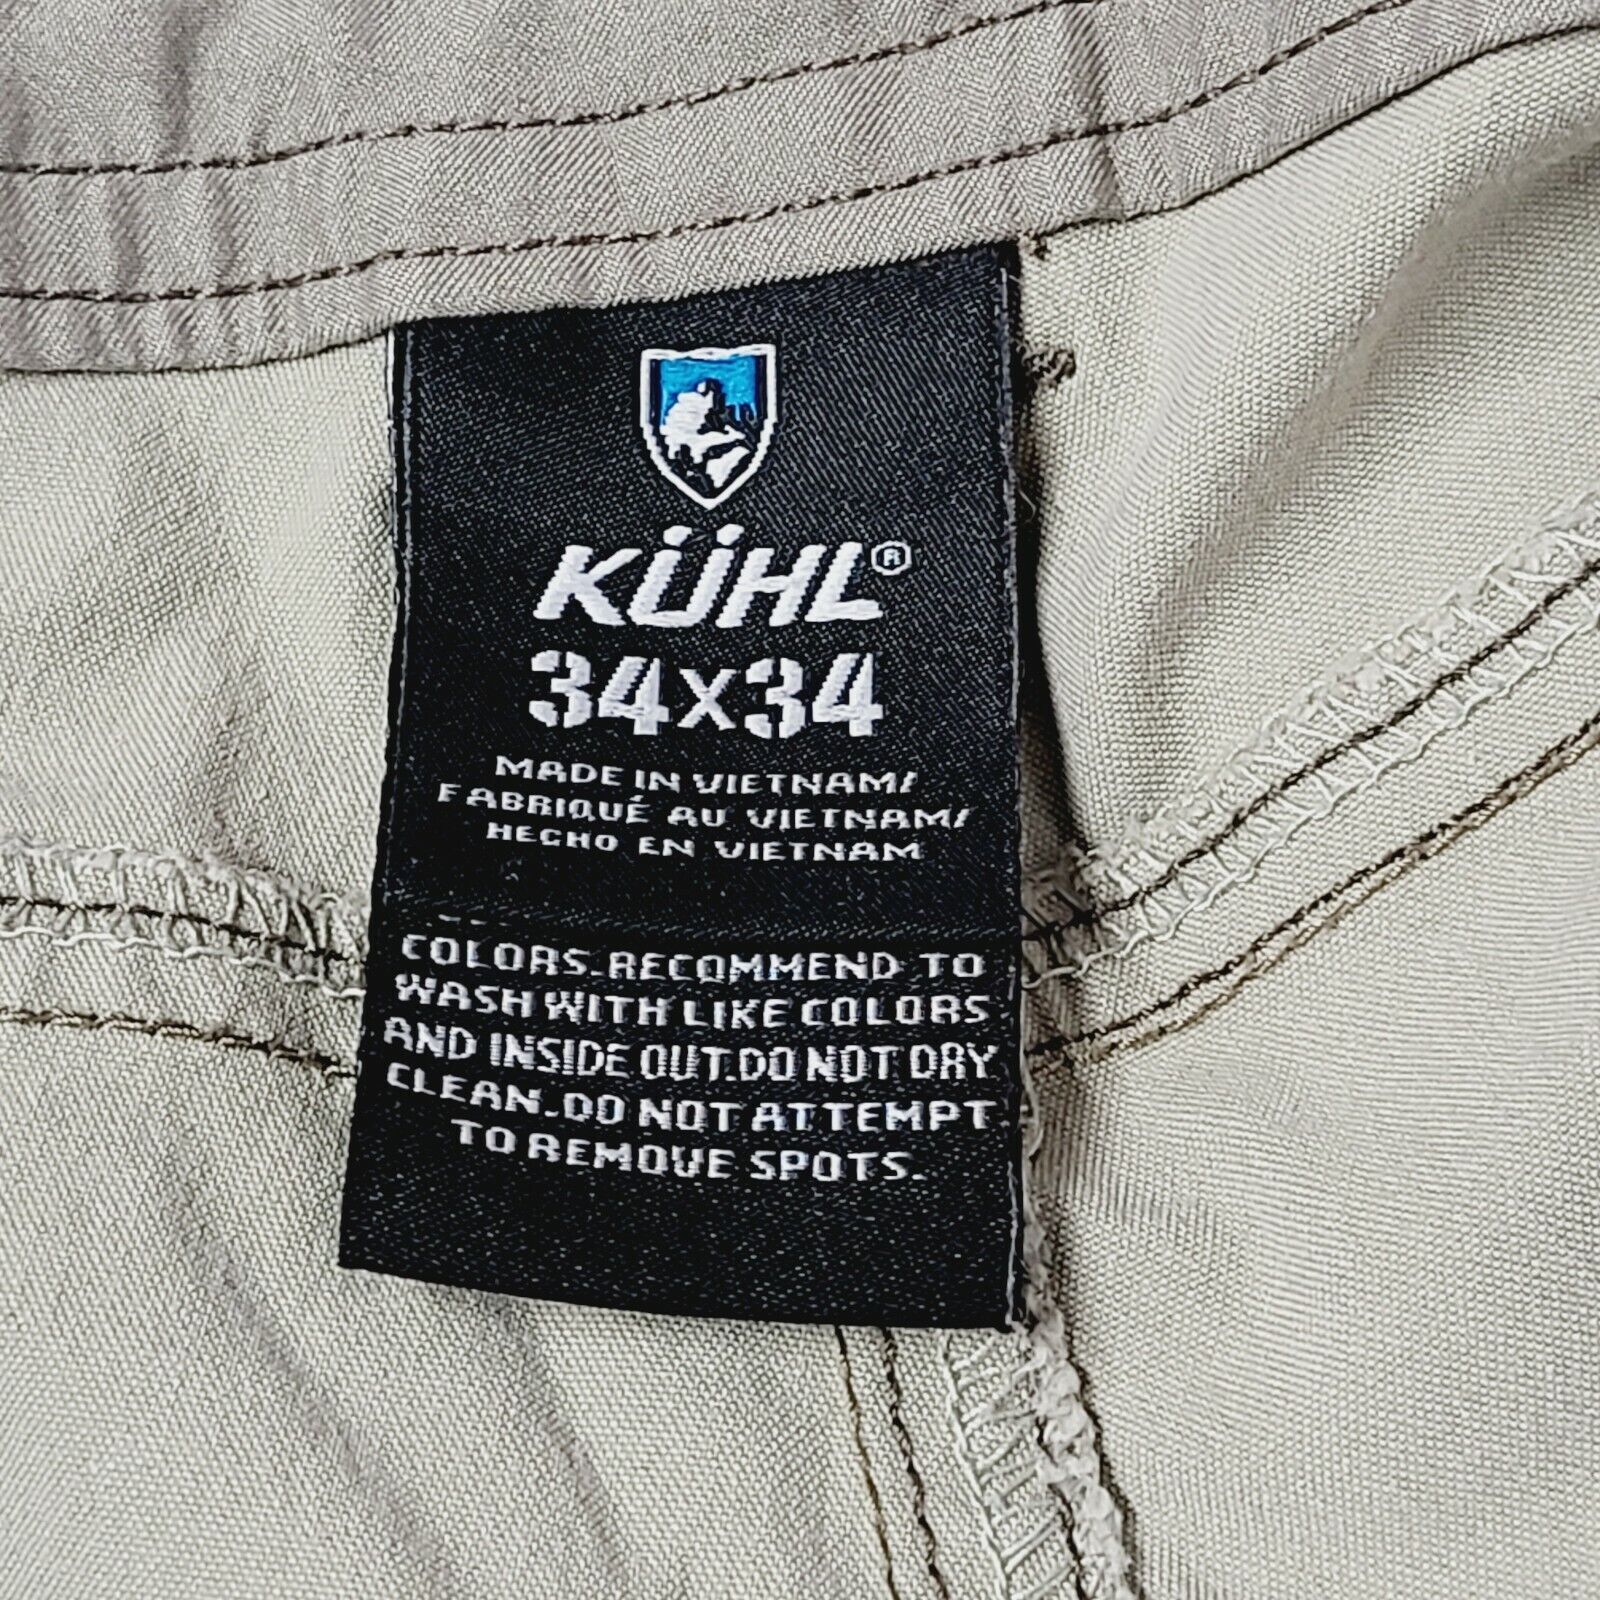 KÜHL®
34x34
MADE IN VIETNAM/
FABRIQUÉ AU VIETNAM/
HECHO EN VIETNAM
COLORS.RECOMMEND TO
WASH WITH LIKE COLORS
AND INSIDE OUT.DO NOT DRY
CLEAN.DO NOT ATTEMPT
TO REMOVE SPOTS.